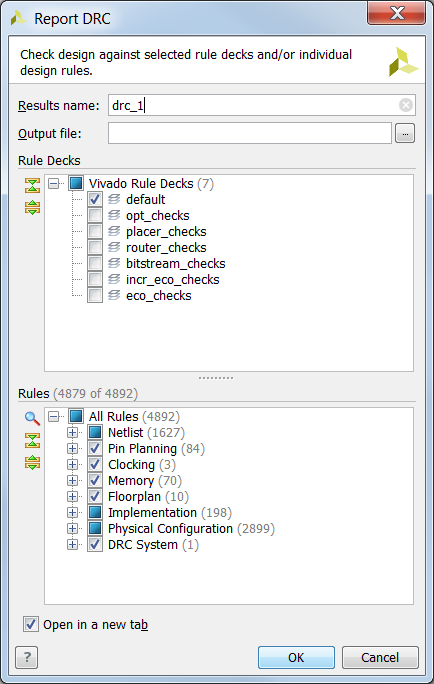 Report DRC
Check design against selected rule decks and/or individual
design rules.
Results name: drc_1
Output file:
...
Rule Decks
Vivado Rule Decks (7)
default
opt_checks
placer_checks
router_checks
bitstream_checks
incr_eco_checks
eco_checks
Rules (4879 of 4892)
All Rules (4892)
Netlist (1627)
Pin Planning (84)
Clocking (3)
Memory (70)
Floorplan (10)
Implementation (198)
Physical Configuration (2899)
DRC System (1)
Open in a new tab
? OK Cancel